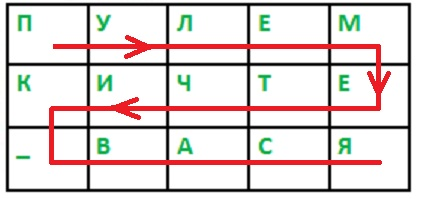 П У Л Е М
К И Ч Т Е
_ В А С Я